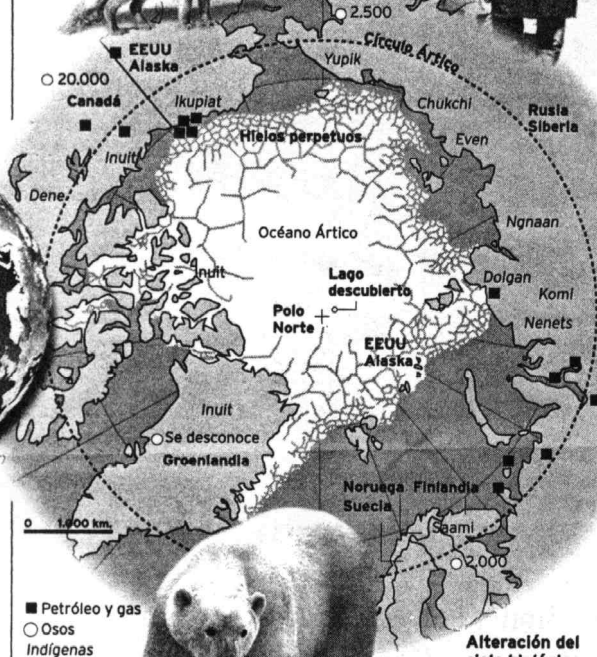 2.500
Círculo Ártico
EEUU
Alaska
Yupik
20.000
Canadá
Ikupiat
Chukchi
Rusia
Siberia
Hielos perpetuos
Even
Inuit
Dene
Ngnaan
Océano Ártico
Inuit
Lago
descubierto
Dolgan
Komi
Polo
Norte
Nenets
EEUU
Alaska
Inuit
Se desconoce
Groenlandia
Noruega Finlandia
Suecia
0 1.000 km.
Saami
2.000
Petróleo y gas
Osos
Indígenas
Alteración del